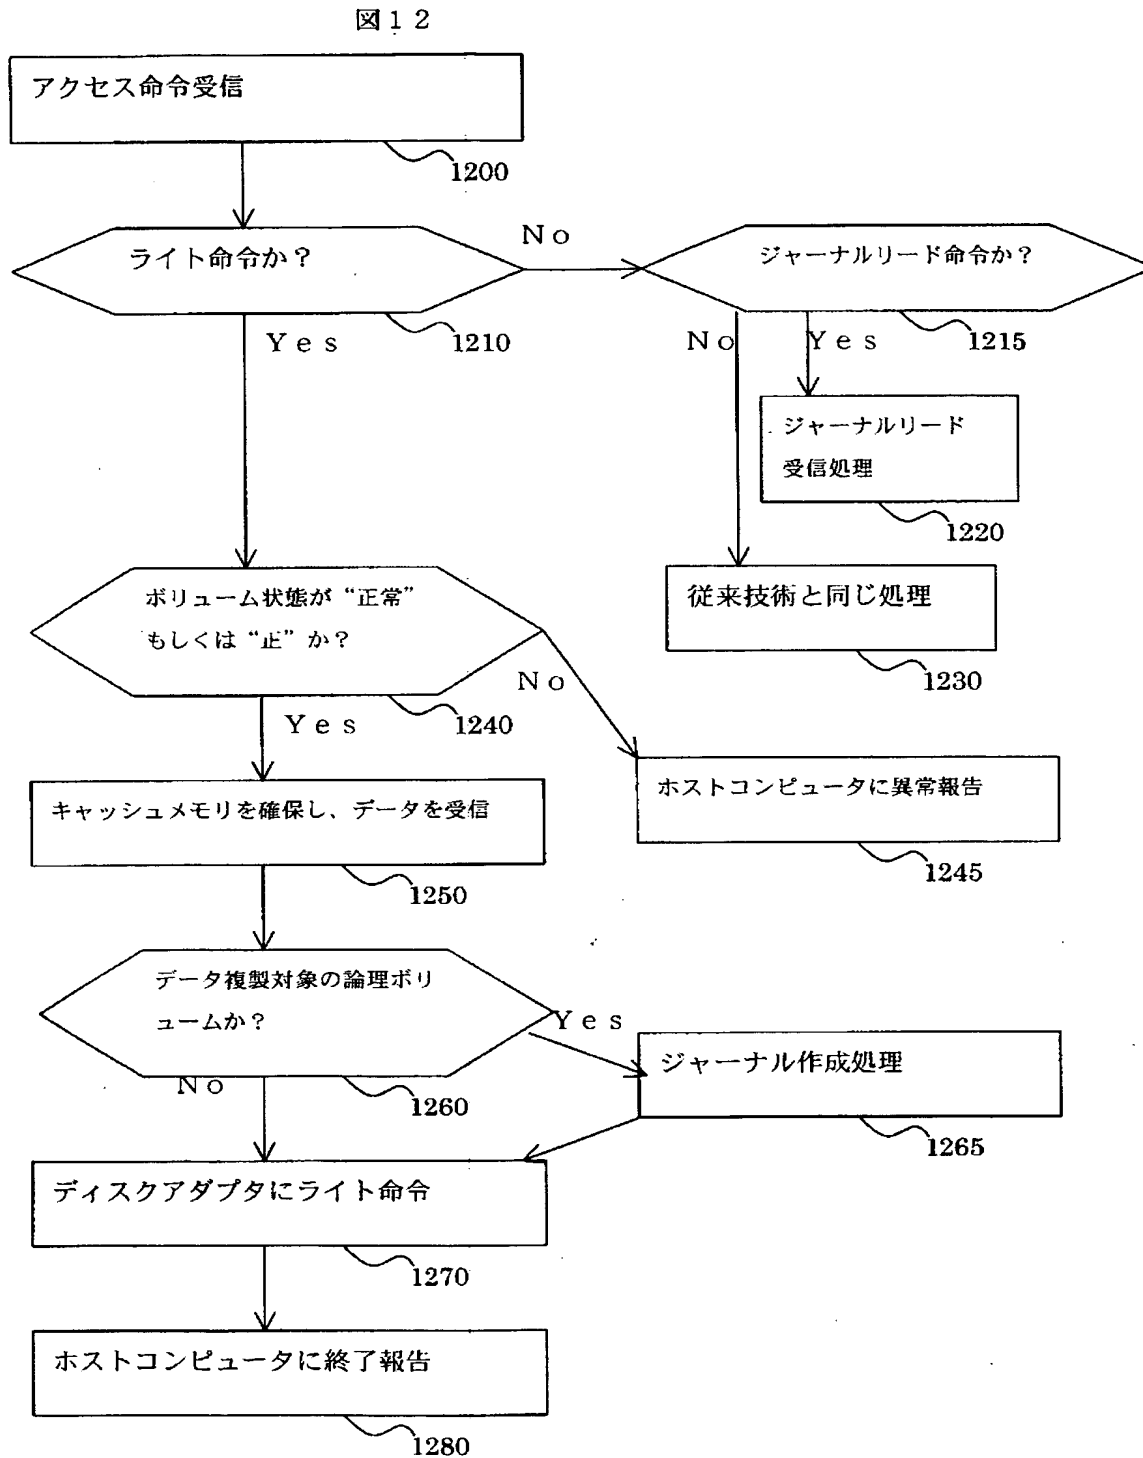 図１２
アクセス命令受信
1200
ライト命令か？
No
ジャーナルリード命令か？
1210
Yes
1215
No
Yes
ジャーナルリード
受信処理
1220
ボリューム状態が“正常”
もしくは“正”か？
従来技術と同じ処理
1230
No
1240
Yes
キャッシュメモリを確保し、データを受信
ホストコンピュータに異常報告
1245
1250
データ複製対象の論理ボリ
ュームか？
Yes
ジャーナル作成処理
No
1260
1265
ディスクアダプタにライト命令
1270
ホストコンピュータに終了報告
1280